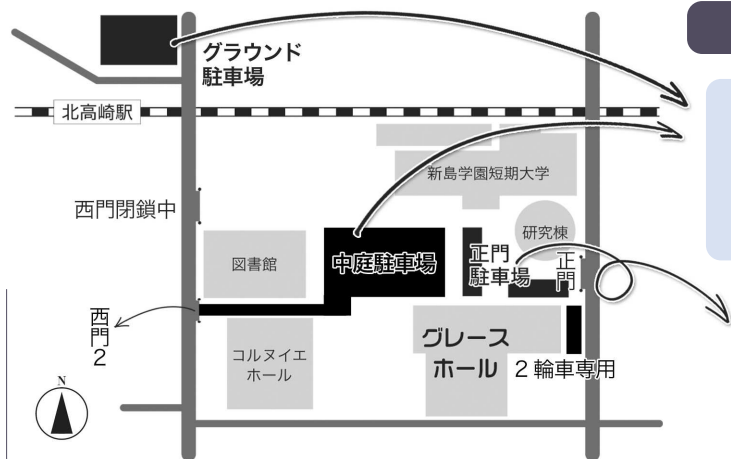 グラウンド
駐車場
北高崎駅
新島学園短期大学
西門閉鎖中
図書館
中庭駐車場
正門
駐車場
研究棟
正門
西門2
コルヌイエ
ホール
グレース
ホール
2輪車専用
N